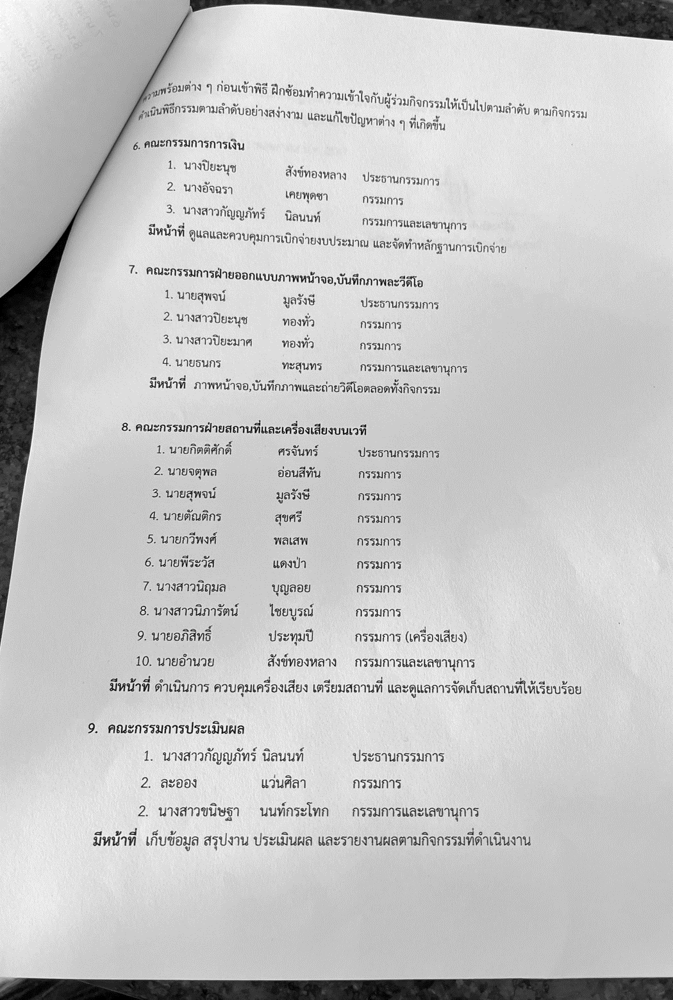 ความพร้อมต่าง ๆ ก่อนเข้าพิธี ฝึกซ้อมทำความเข้าใจกับผู้ร่วมกิจกรรมให้เป็นไปตามลำดับ ตามกิจกรรม
ดำเนินพิธีกรรมตามลำดับอย่างสง่างาม และแก้ไขปัญหาต่าง ๆ ที่เกิดขึ้น
6. คณะกรรมการการเงิน
1. นางปิยะนุช สังข์ทองหลาง ประธานกรรมการ
2. นางอัจฉรา เคยพุดซา กรรมการ
3. นางสาวกัญญภัทร์ นิลนนท์ กรรมการและเลขานุการ
มีหน้าที่ ดูแลและควบคุมการเบิกจ่ายงบประมาณ และจัดทำหลักฐานการเบิกจ่าย
7. คณะกรรมการฝ่ายออกแบบภาพหน้าจอ,บันทึกภาพละวีดีโอ
1. นายสุพจน์ มูลรังษี ประธานกรรมการ
2. นางสาวปิยะนุช ทองทั่ว กรรมการ
3. นางสาวปิยะมาศ ทองทั่ว กรรมการ
4. นายธนกร ทะสุนทร กรรมการและเลขานุการ
มีหน้าที่ ภาพหน้าจอ,บันทึกภาพและถ่ายวิดีโอตลอดทั้งกิจกรรม
8. คณะกรรมการฝ่ายสถานที่และเครื่องเสียงบนเวที
1. นายกิตติศักดิ์ ศรจันทร์ ประธานกรรมการ
2. นายจตุพล อ่อนสีทัน กรรมการ
3. นายสุพจน์ มูลรังษี กรรมการ
4. นายตัณติกร สุขศรี กรรมการ
5. นายกวีพงศ์ พลเสพ กรรมการ
6. นายพีระวัส แดงป่า กรรมการ
7. นางสาวนิฤมล บุญลอย กรรมการ
8. นางสาวนิภารัตน์ ไชยบูรณ์ กรรมการ
9. นายอภิสิทธิ์ ประทุมปี กรรมการ (เครื่องเสียง)
10. นายอำนวย สังข์ทองหลาง กรรมการและเลขานุการ
มีหน้าที่ ดำเนินการ ควบคุมเครื่องเสียง เตรียมสถานที่ และดูแลการจัดเก็บสถานที่ให้เรียบร้อย
9. คณะกรรมการประเมินผล
1. นางสาวกัญญภัทร์ นิลนนท์ ประธานกรรมการ
2. ละออง แว่นศิลา กรรมการ
2. นางสาวขนิษฐา นนท์กระโทก กรรมการและเลขานุการ
มีหน้าที่ เก็บข้อมูล สรุปงาน ประเมินผล และรายงานผลตามกิจกรรมที่ดำเนินงาน